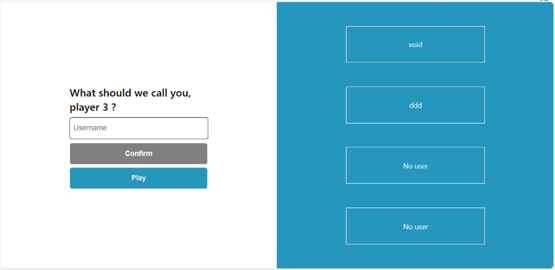 What should we call you,
player 3 ?
Username
Confirm
Play
void
ddd
No user
No user